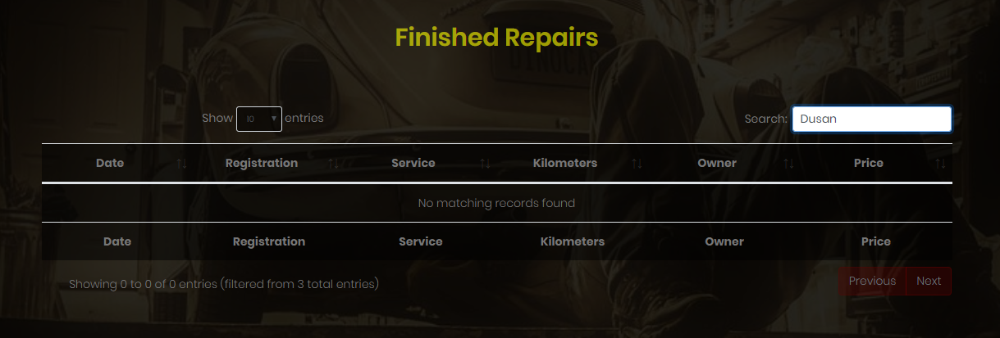 Finished Repairs
Show 10 entries
Search: Dusan
Date Registration Service Kilometers Owner Price
No matching records found
Date Registration Service Kilometers Owner Price
Showing 0 to 0 of 0 entries (filtered from 3 total entries)
Previous Next